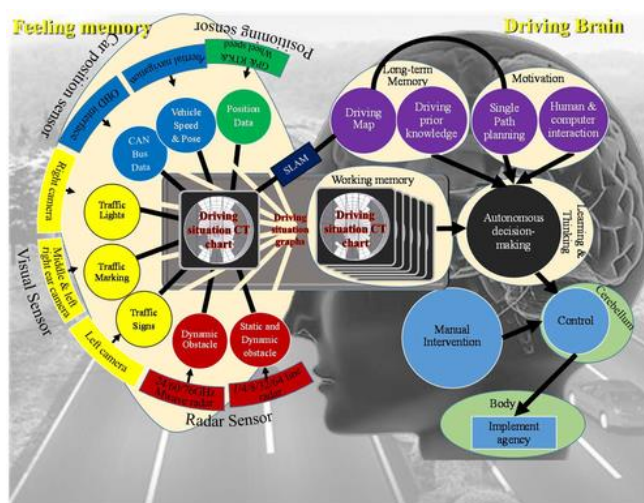 Feeling memory
Driving Brain
Car position sensor
Positioning sensor
OBD interface
Inertial navigation
GPS( RTK)&
Wheel speed
CAN
Bus
Data
Vehicle
Speed &
Pose
Position
Data
Right camera
Middle & left
right ear camera
Left camera
Visual Sensor
Traffic
Lights
Traffic
Marking
Traffic
Signs
Driving
situation CT
chart
SLAM
Driving
situation
graphs
Dynamic
Obstacle
Static and
Dynamic
obstacle
radar
radar
Radar Sensor
Long-term
Memory
Motivation
Driving
Map
Driving
prior
knowledge
Single
Path
planning
Human &
computer
interaction
Working memory
Driving
situation CT
chart
Autonomous
decision-
making
Learning &
Thinking
Manual
Intervention
Control
Cerebellum
Body
Implement
agency